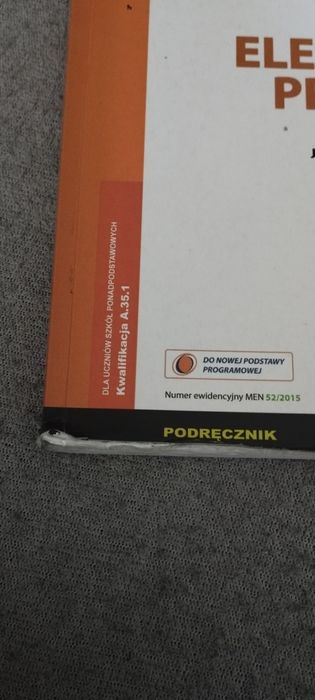 ELE
P
DLA UCZNIÓW SZKÓŁ PONADPODSTAWOWYCH
Kwalifikacja A.35.1
DO NOWEJ PODSTAWY
PROGRAMOWEJ
Numer ewidencyjny MEN 52/2015
PODRĘCZNIK